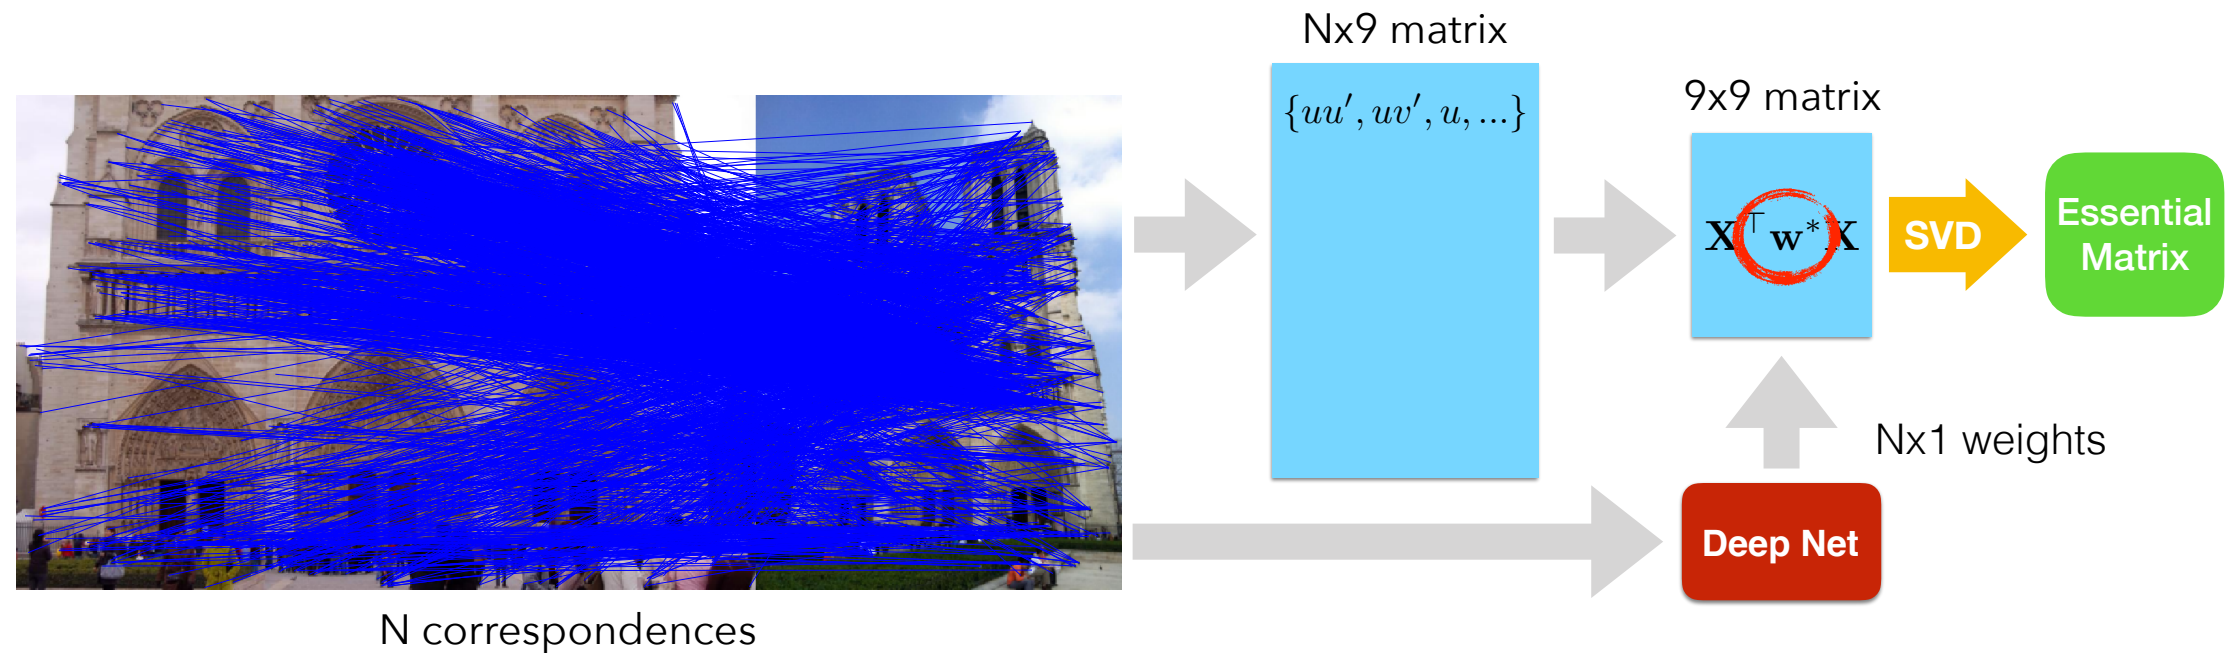 Nx9 matrix
{uu′, uv′, u, ...}
9x9 matrix
X⊤w*X
SVD
Essential
Matrix
Nx1 weights
Deep Net
N correspondences